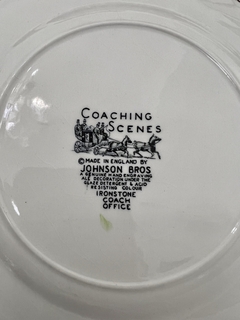 COACHING
SCENES
© MADE IN ENGLAND BY
JOHNSON BROS
A GENUINE HAND ENGRAVING
ALL DECORATION UNDER THE
GLAZE DETERGENT & ACID
RESISTING COLOUR
IRONSTONE
COACH
OFFICE